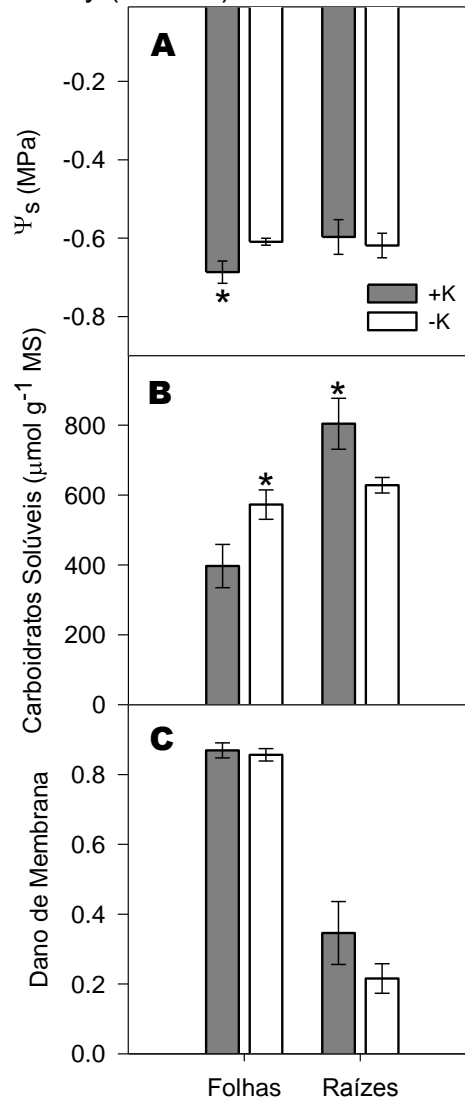 A
-0.2
-0.4
-0.6
-0.8
Ψs (MPa)
*
+K
-K
B
800
600
400
200
0
Carboidratos Solúveis (μmol g-1 MS)
*
*
C
0.8
0.6
0.4
0.2
0.0
Dano de Membrana
Folhas Raízes